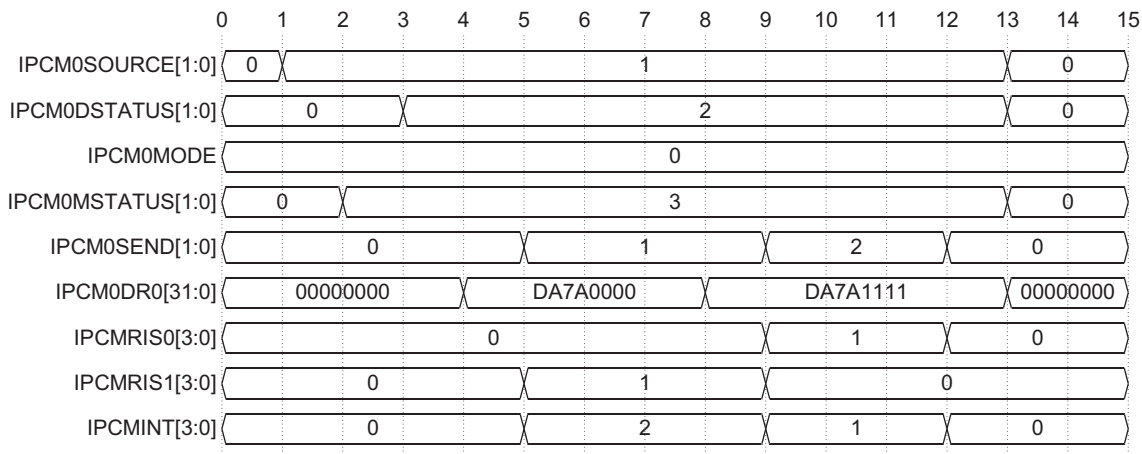 0 1 2 3 4 5 6 7 8 9 10 11 12 13 14 15
IPCM0SOURCE[1:0] 0 1 0
IPCM0DSTATUS[1:0] 0 2 0
IPCM0MODE 0
IPCM0MSTATUS[1:0] 0 3 0
IPCM0SEND[1:0] 0 1 2 0
IPCM0DR0[31:0] 00000000 DA7A0000 DA7A1111 00000000
IPCMRIS0[3:0] 0 1 0
IPCMRIS1[3:0] 0 1 0
IPCMINT[3:0] 0 2 1 0